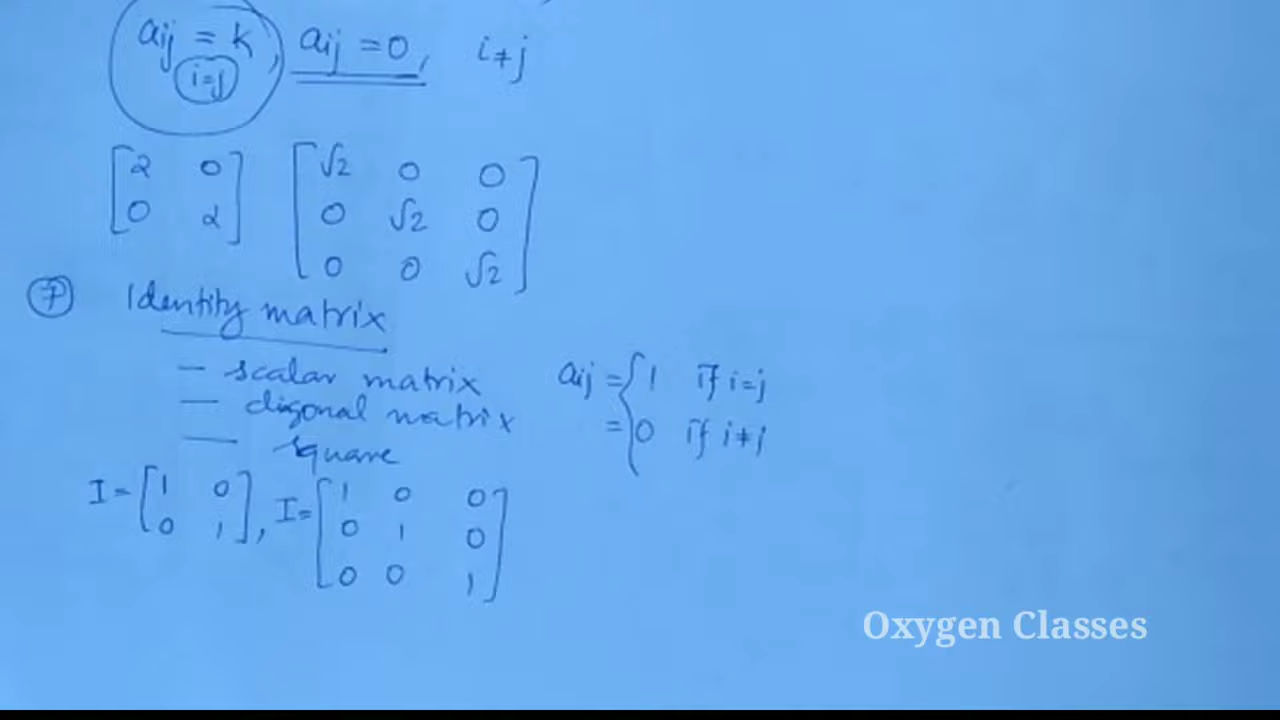 aij = k, aij = 0, i≠j
i=j
[2 0] [√2 0 0]
[0 2] [0 √2 0]
[0 0 √2]
⑦ Identity matrix
— scalar matrix aij = { 1 if i=j
— digonal matrix = { 0 if i≠j
— square
I = [1 0], I = [1 0 0]
[0 1] [0 1 0]
[0 0 1]
Oxygen Classes